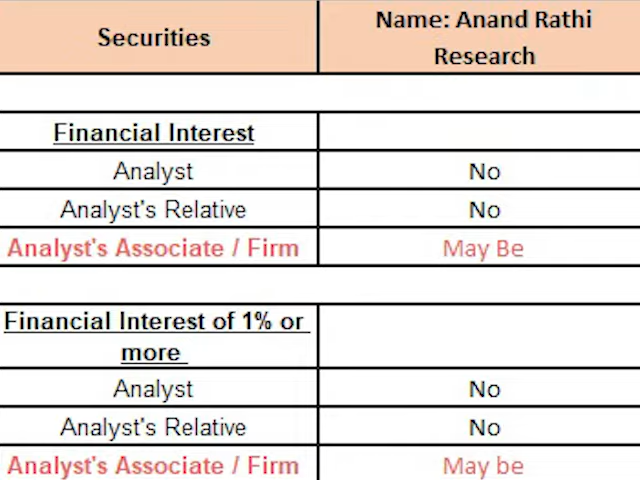 Securities
Name: Anand Rathi
Research
Financial Interest
Analyst
No
Analyst's Relative
No
Analyst's Associate / Firm
May Be
Financial Interest of 1% or
more
Analyst
No
Analyst's Relative
No
Analyst's Associate / Firm
May be